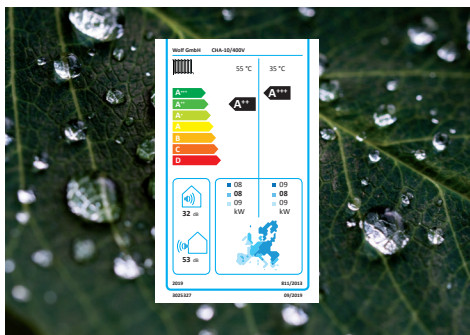 Wolf GmbH CHA-10/400V
55 °C 35 °C
A+++
A++
A+
A
B
C
D
A++
A+++
32 dB
53 dB
08 09
08 08
09 09
kW kW
2019 811/2013
3025327 09/2019